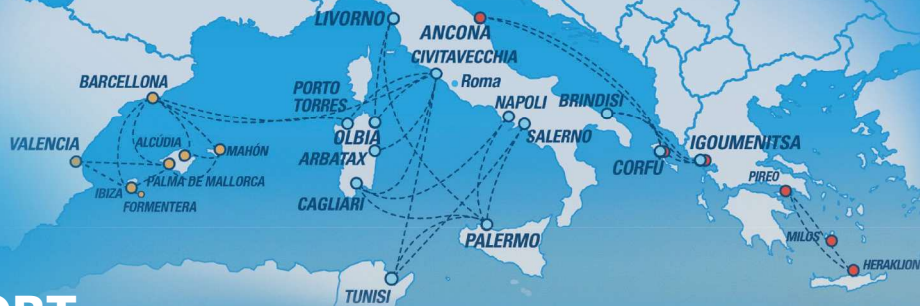 LIVORNO
ANCONA
CIVITAVECCHIA
BARCELLONA
PORTO
TORRES
Roma
NAPOLI
BRINDISI
VALENCIA
ALCÚDIA
MAHÓN
OLBIA
SALERNO
IGOUMENITSA
ARBATAX
CORFÙ
PALMA DE MALLORCA
PIREO
IBIZA
FORMENTERA
CAGLIARI
PALERMO
MILOS
HERAKLION
TUNISI